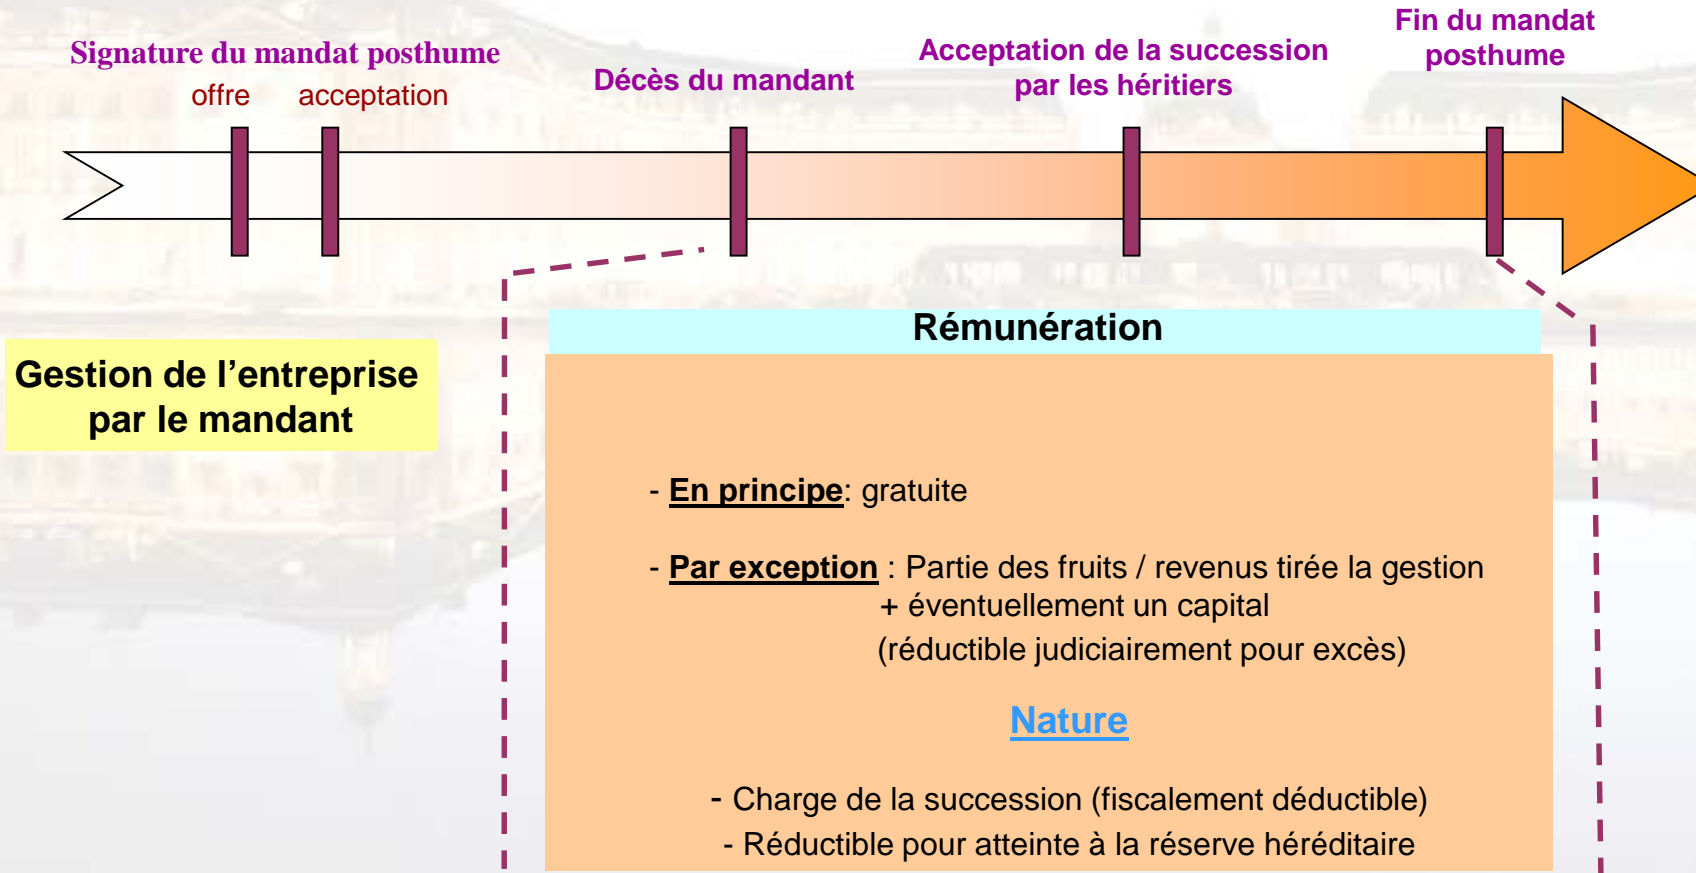 Signature du mandat posthume
offre acceptation
Décès du mandant
Acceptation de la succession
par les héritiers
Fin du mandat
posthume
Gestion de l’entreprise
par le mandant
Rémunération
- En principe: gratuite
- Par exception : Partie des fruits / revenus tirée la gestion
+ éventuellement un capital
(réductible judiciairement pour excès)
Nature
- Charge de la succession (fiscalement déductible)
- Réductible pour atteinte à la réserve héréditaire